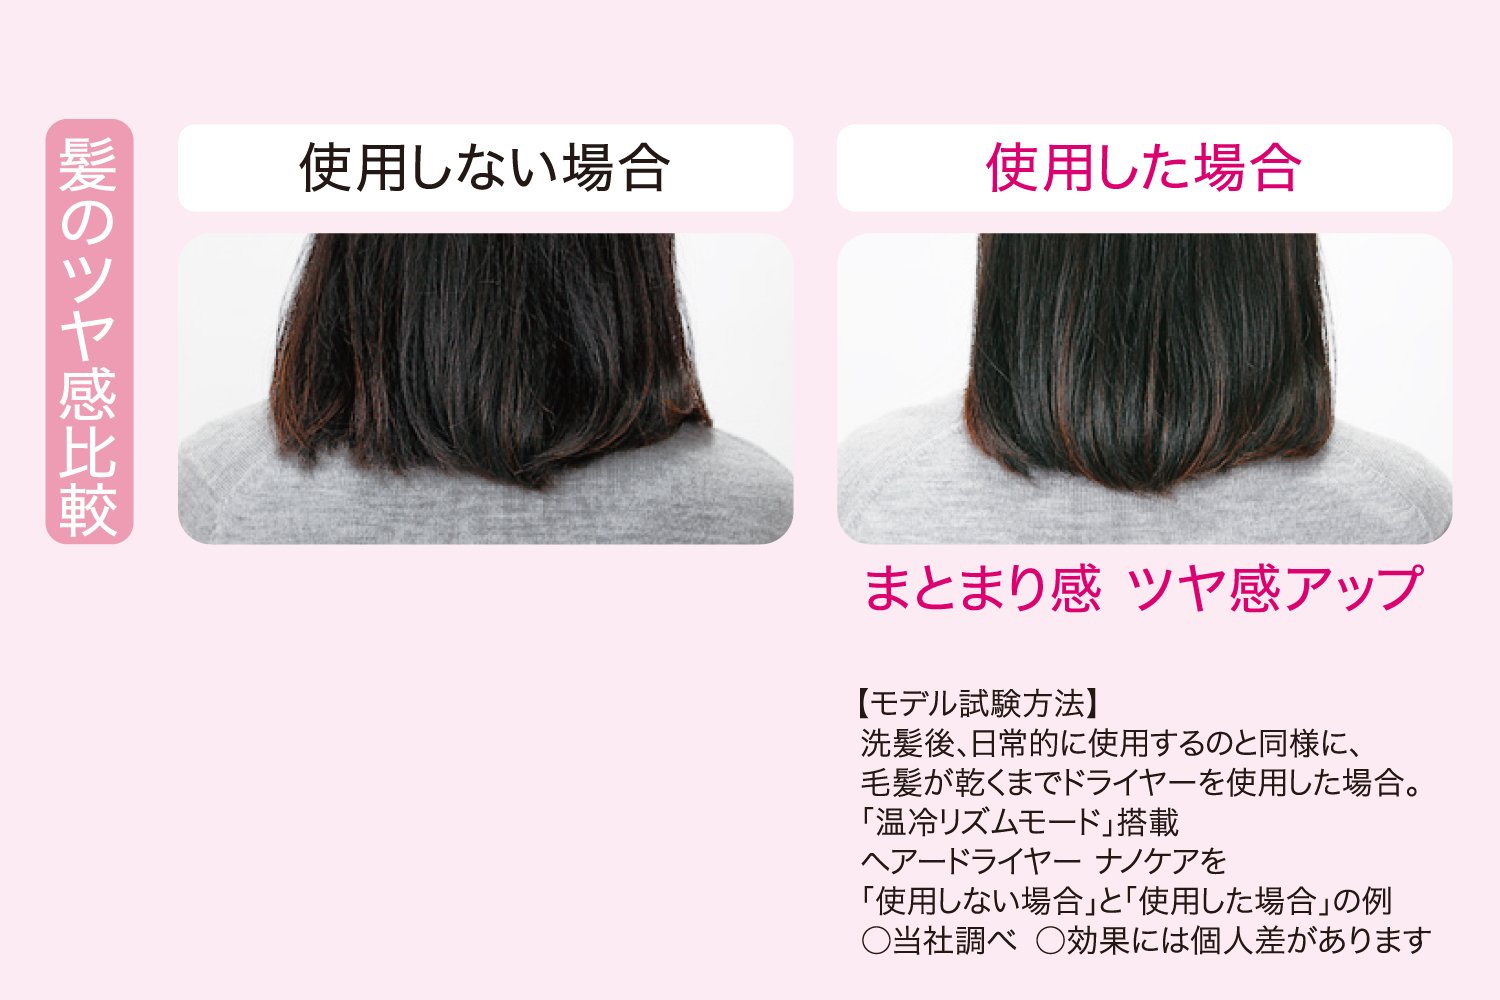 髪のツヤ感比較
使用しない場合
使用した場合
まとまり感 ツヤ感アップ
【モデル試験方法】
洗髪後、日常的に使用するのと同様に、
毛髪が乾くまでドライヤーを使用した場合。
「温冷リズムモード」搭載
ヘアードライヤー ナノケアを
「使用しない場合」と「使用した場合」の例
○当社調べ ○効果には個人差があります